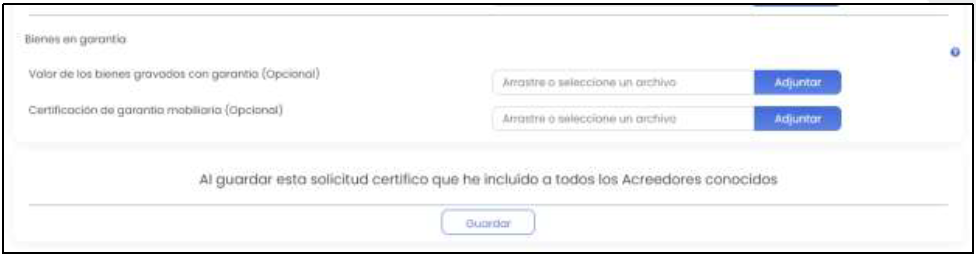 Bienes en garantía
Valor de los bienes gravados con garantía (Opcional)
Arrastre o seleccione un archivo
Adjuntar
Certificación de garantía mobiliaria (Opcional)
Arrastre o seleccione un archivo
Adjuntar
Al guardar esta solicitud certifico que he incluído a todos los Acreedores conocidos
Guardar